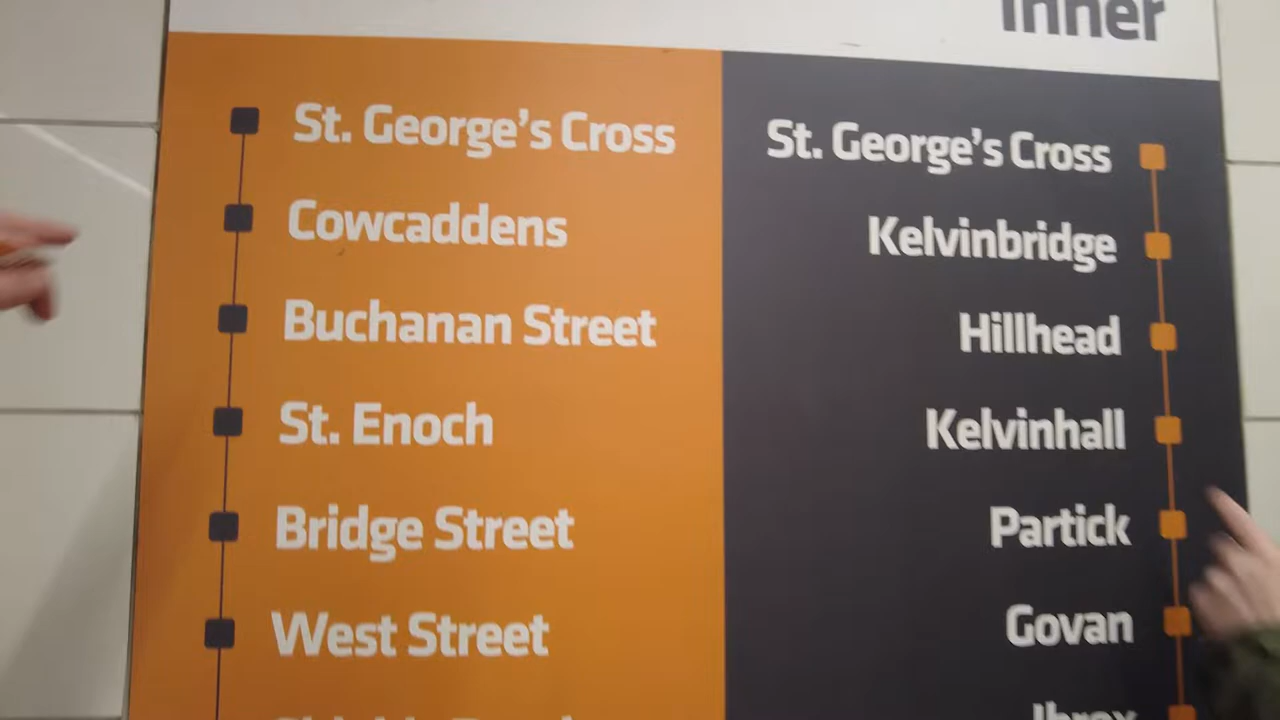 Inner
St. George's Cross
Cowcaddens
Buchanan Street
St. Enoch
Bridge Street
West Street
St. George's Cross
Kelvinbridge
Hillhead
Kelvinhall
Partick
Govan
Ibrox